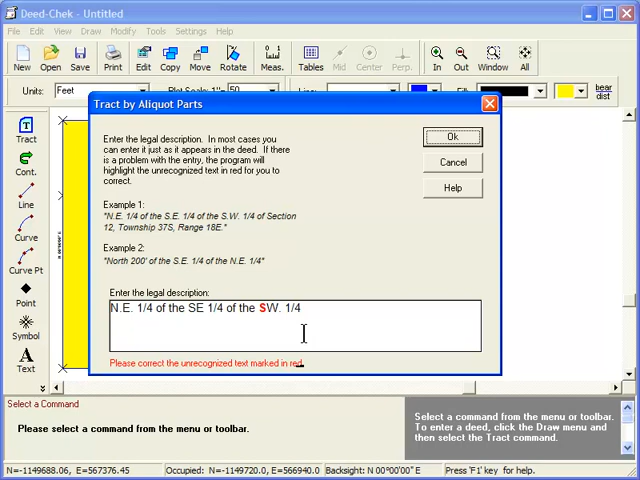 Deed-Chek - Untitled
File Edit View Draw Modify Tools Settings Help
New Open Save Print Edit Copy Move Rotate Meas. Tables Mid Center Perp. In Out Window All
Units: Feet Plot Scale: 1"= 50 Line: Fill: bear dist
Tract by Aliquot Parts
Enter the legal description. In most cases you
can enter it just as it appears in the deed. If there
is a problem with the entry, the program will
highlight the unrecognized text in red for you to
correct.
Example 1:
"N.E. 1/4 of the S.E. 1/4 of the S.W. 1/4 of Section
12, Township 37S, Range 18E."
Example 2:
"North 200' of the S.E. 1/4 of the N.E. 1/4"
Ok
Cancel
Help
Enter the legal description:
N.E. 1/4 of the SE 1/4 of the SW. 1/4
Please correct the unrecognized text marked in red.
Tract
Cont.
Line
Curve
Curve Pt
Point
Text
Select a Command
Please select a command from the menu or toolbar.
Select a command from the menu or toolbar.
To enter a deed, click the Draw menu and
then select the Tract command.
N=-1149688.06 E=567376.45 Occupied: N=-1149720.0 E=566940.0 Backsight: N 00°00'00" E Press 'F1' key for help.